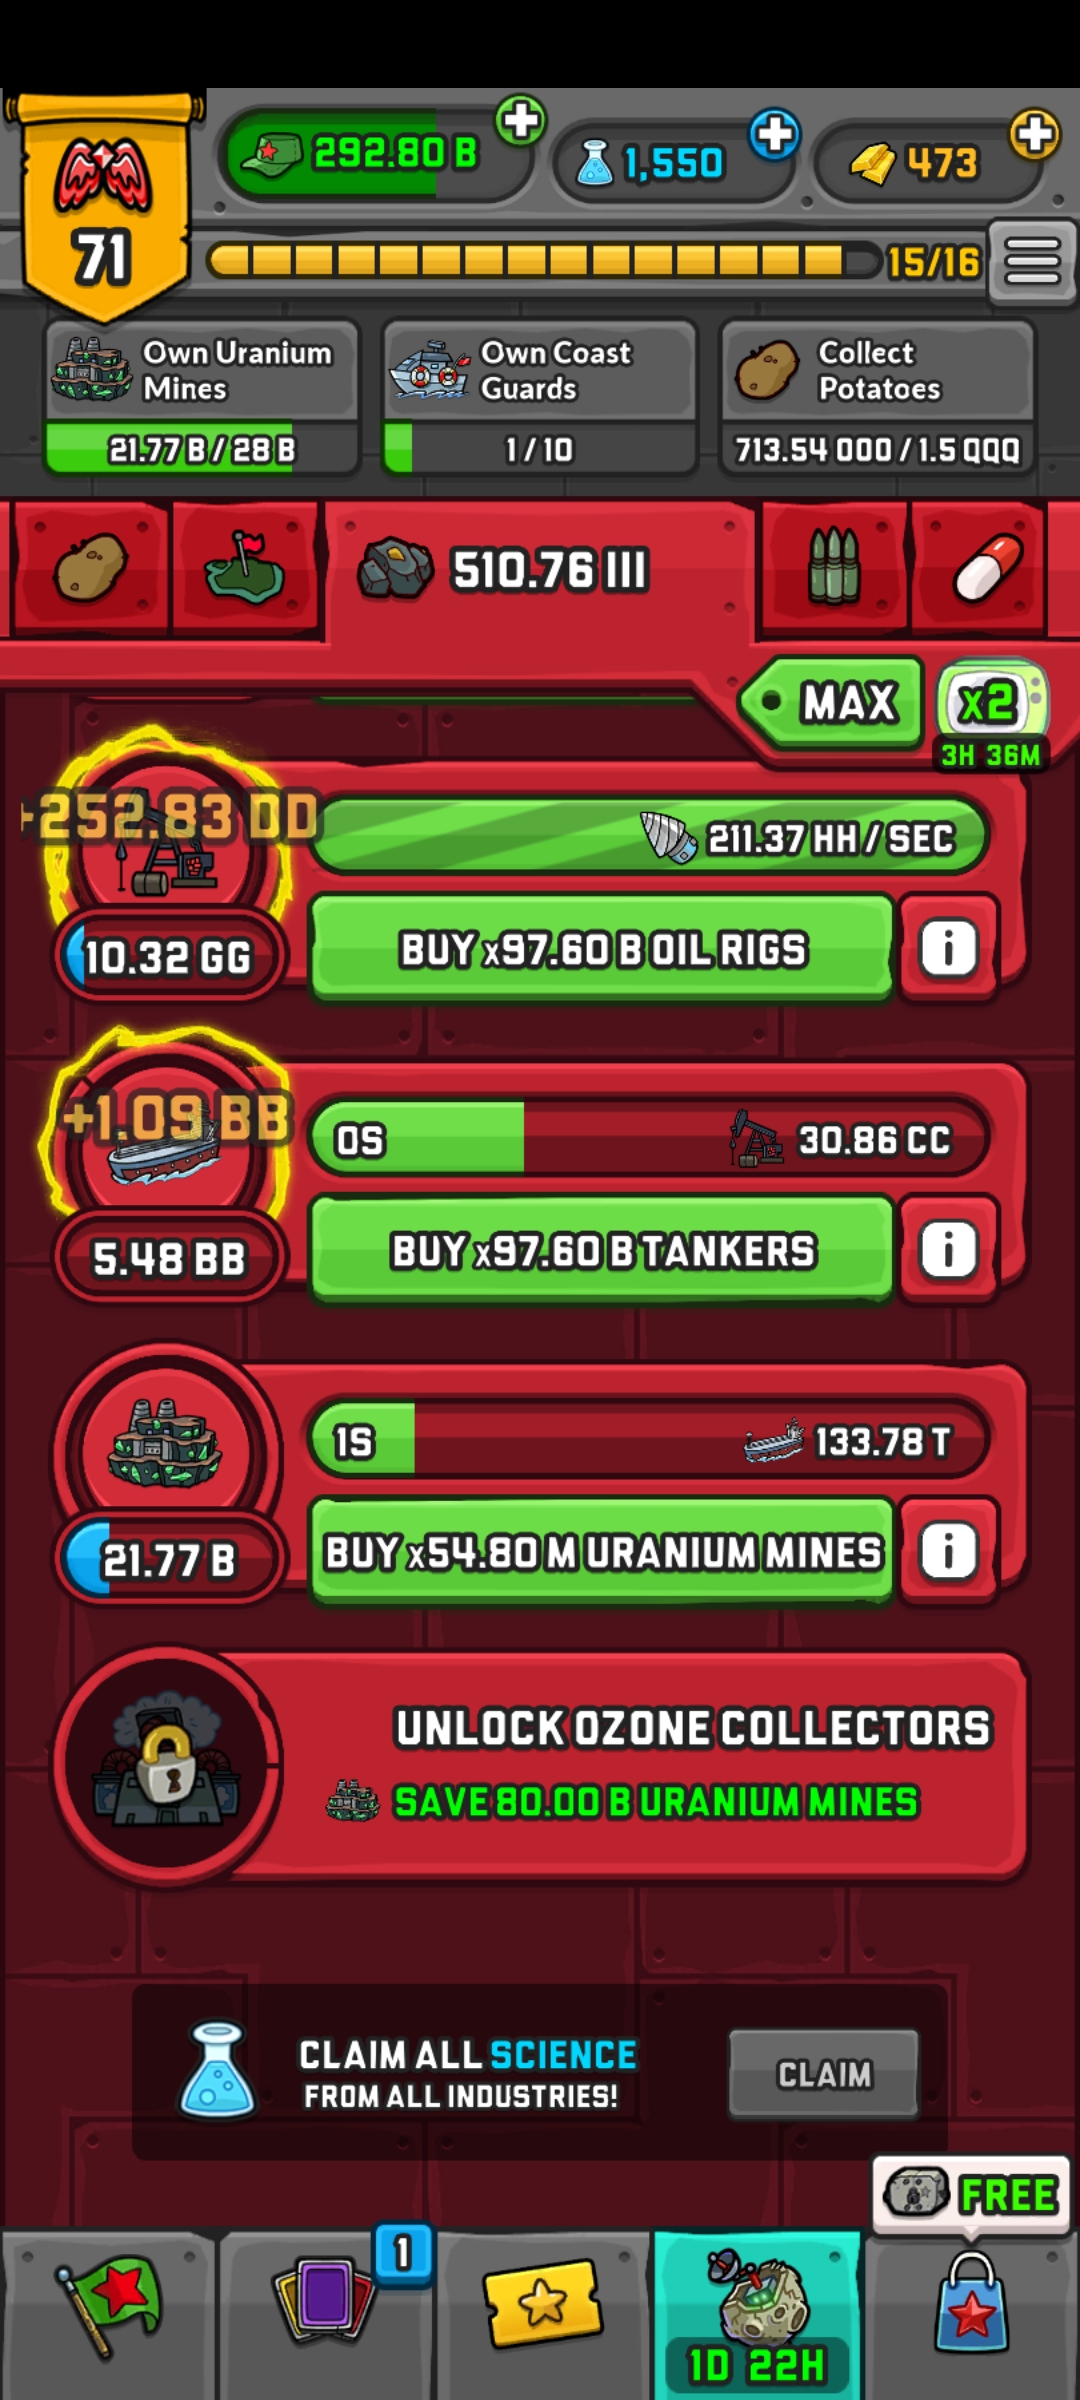 292.80 B
1,550
473
71
15/16
Own Uranium
Mines
21.77 B / 28 B
Own Coast
Guards
1 / 10
Collect
Potatoes
713.54 OOO / 1.5 QQQ
510.76 III
MAX
x2
3H 36M
+252.83 DD
211.37 HH / SEC
10.32 GG
BUY x97.60 B OIL RIGS
i
+1.09 BB
0S
30.86 CC
5.48 BB
BUY x97.60 B TANKERS
i
1S
133.78 T
21.77 B
BUY x54.80 M URANIUM MINES
i
UNLOCK OZONE COLLECTORS
SAVE 80.00 B URANIUM MINES
CLAIM ALL SCIENCE
FROM ALL INDUSTRIES!
CLAIM
FREE
1
1D 22H